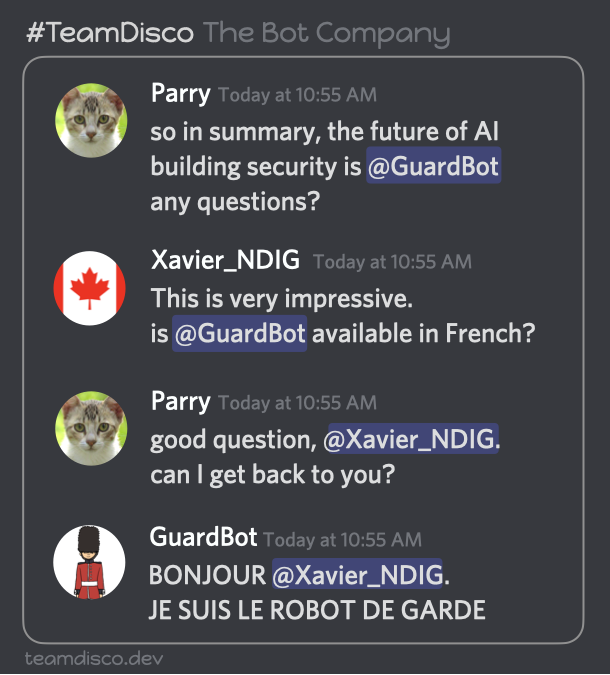 #TeamDisco The Bot Company
Parry Today at 10:55 AM
so in summary, the future of AI
building security is @GuardBot
any questions?
Xavier_NDIG Today at 10:55 AM
This is very impressive.
is @GuardBot available in French?
Parry Today at 10:55 AM
good question, @Xavier_NDIG.
can I get back to you?
GuardBot Today at 10:55 AM
BONJOUR @Xavier_NDIG.
JE SUIS LE ROBOT DE GARDE
teamdisco.dev